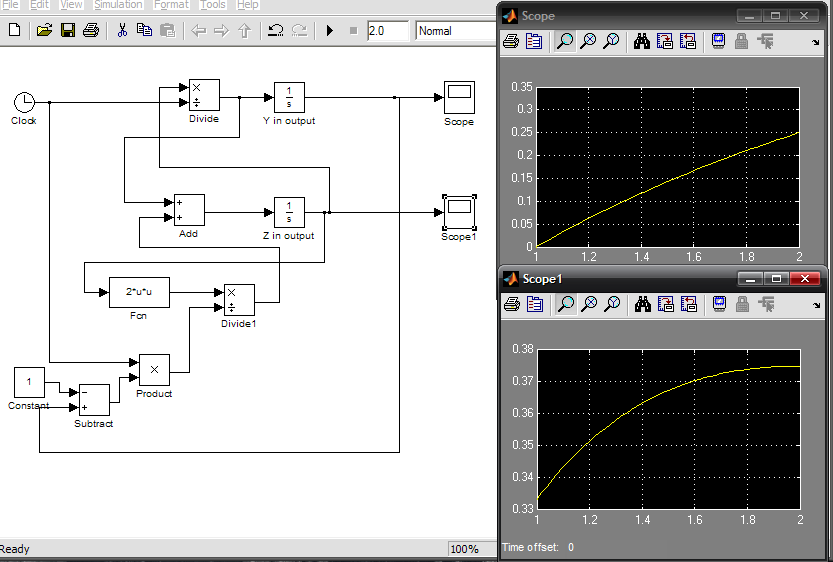 File Edit View Simulation Format Tools Help
2.0 Normal
Clock
×
÷
Divide
1
s
Y in output
Scope
+
+
Add
1
s
Z in output
Scope1
2*u*u
Fcn
×
÷
Divide1
×
Product
1
Constant
−
+
Subtract
Ready
100%
Scope
0.35
0.3
0.25
0.2
0.15
0.1
0.05
0
1 1.2 1.4 1.6 1.8 2
Scope1
0.38
0.37
0.36
0.35
0.34
0.33
1 1.2 1.4 1.6 1.8 2
Time offset: 0